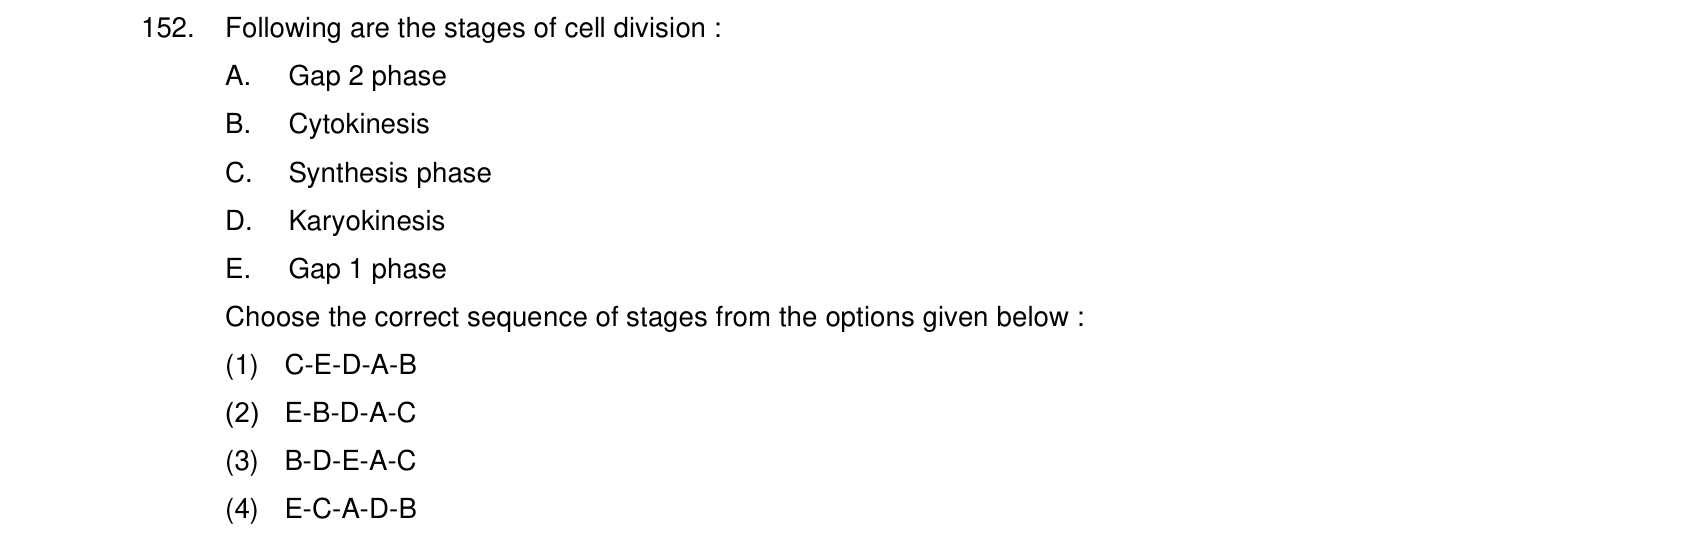 152. Following are the stages of cell division :
A. Gap 2 phase
B. Cytokinesis
C. Synthesis phase
D. Karyokinesis
E. Gap 1 phase
Choose the correct sequence of stages from the options given below :
(1) C-E-D-A-B
(2) E-B-D-A-C
(3) B-D-E-A-C
(4) E-C-A-D-B